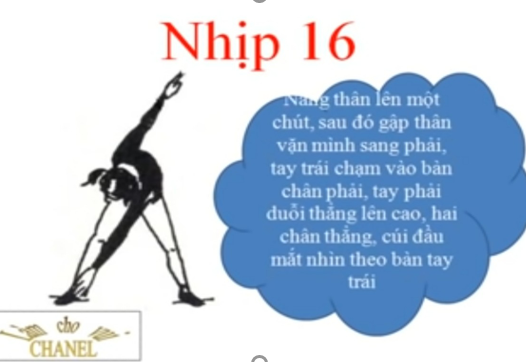 Nhịp 16
Nâng thân lên một
chút, sau đó gập thân
vặn mình sang phải,
tay trái chạm vào bàn
chân phải, tay phải
duỗi thẳng lên cao, hai
chân thẳng, cúi đầu
mắt nhìn theo bàn tay
trái
cho
CHANEL